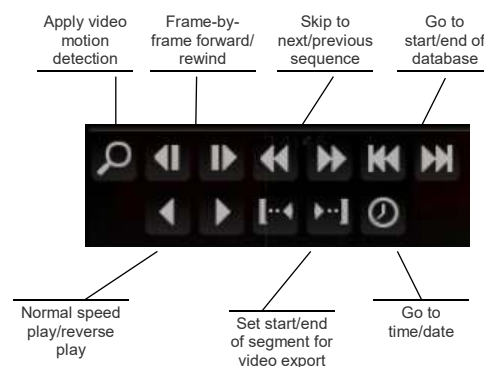 Apply video
motion
detection
Frame-by-
frame forward/
rewind
Skip to
next/previous
sequence
Go to
start/end of
database
Normal speed
play/reverse
play
Set start/end
of segment for
video export
Go to
time/date